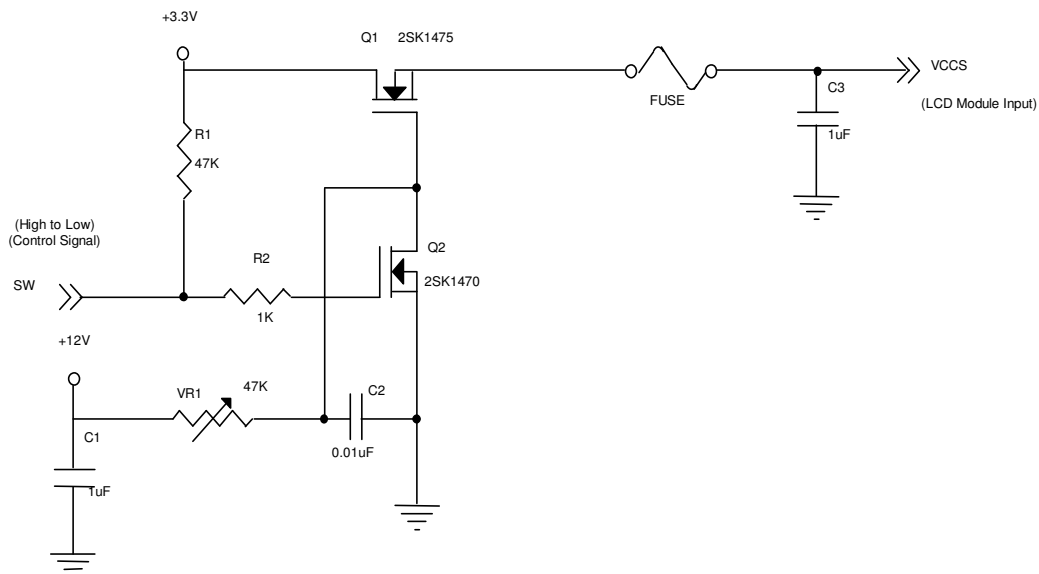 +3.3V
Q1 2SK1475
VCCS
(LCD Module Input)
FUSE
C3
1uF
R1
47K
(High to Low)
(Control Signal)
SW
R2
1K
Q2
2SK1470
+12V
VR1
47K
C2
0.01uF
C1
1uF